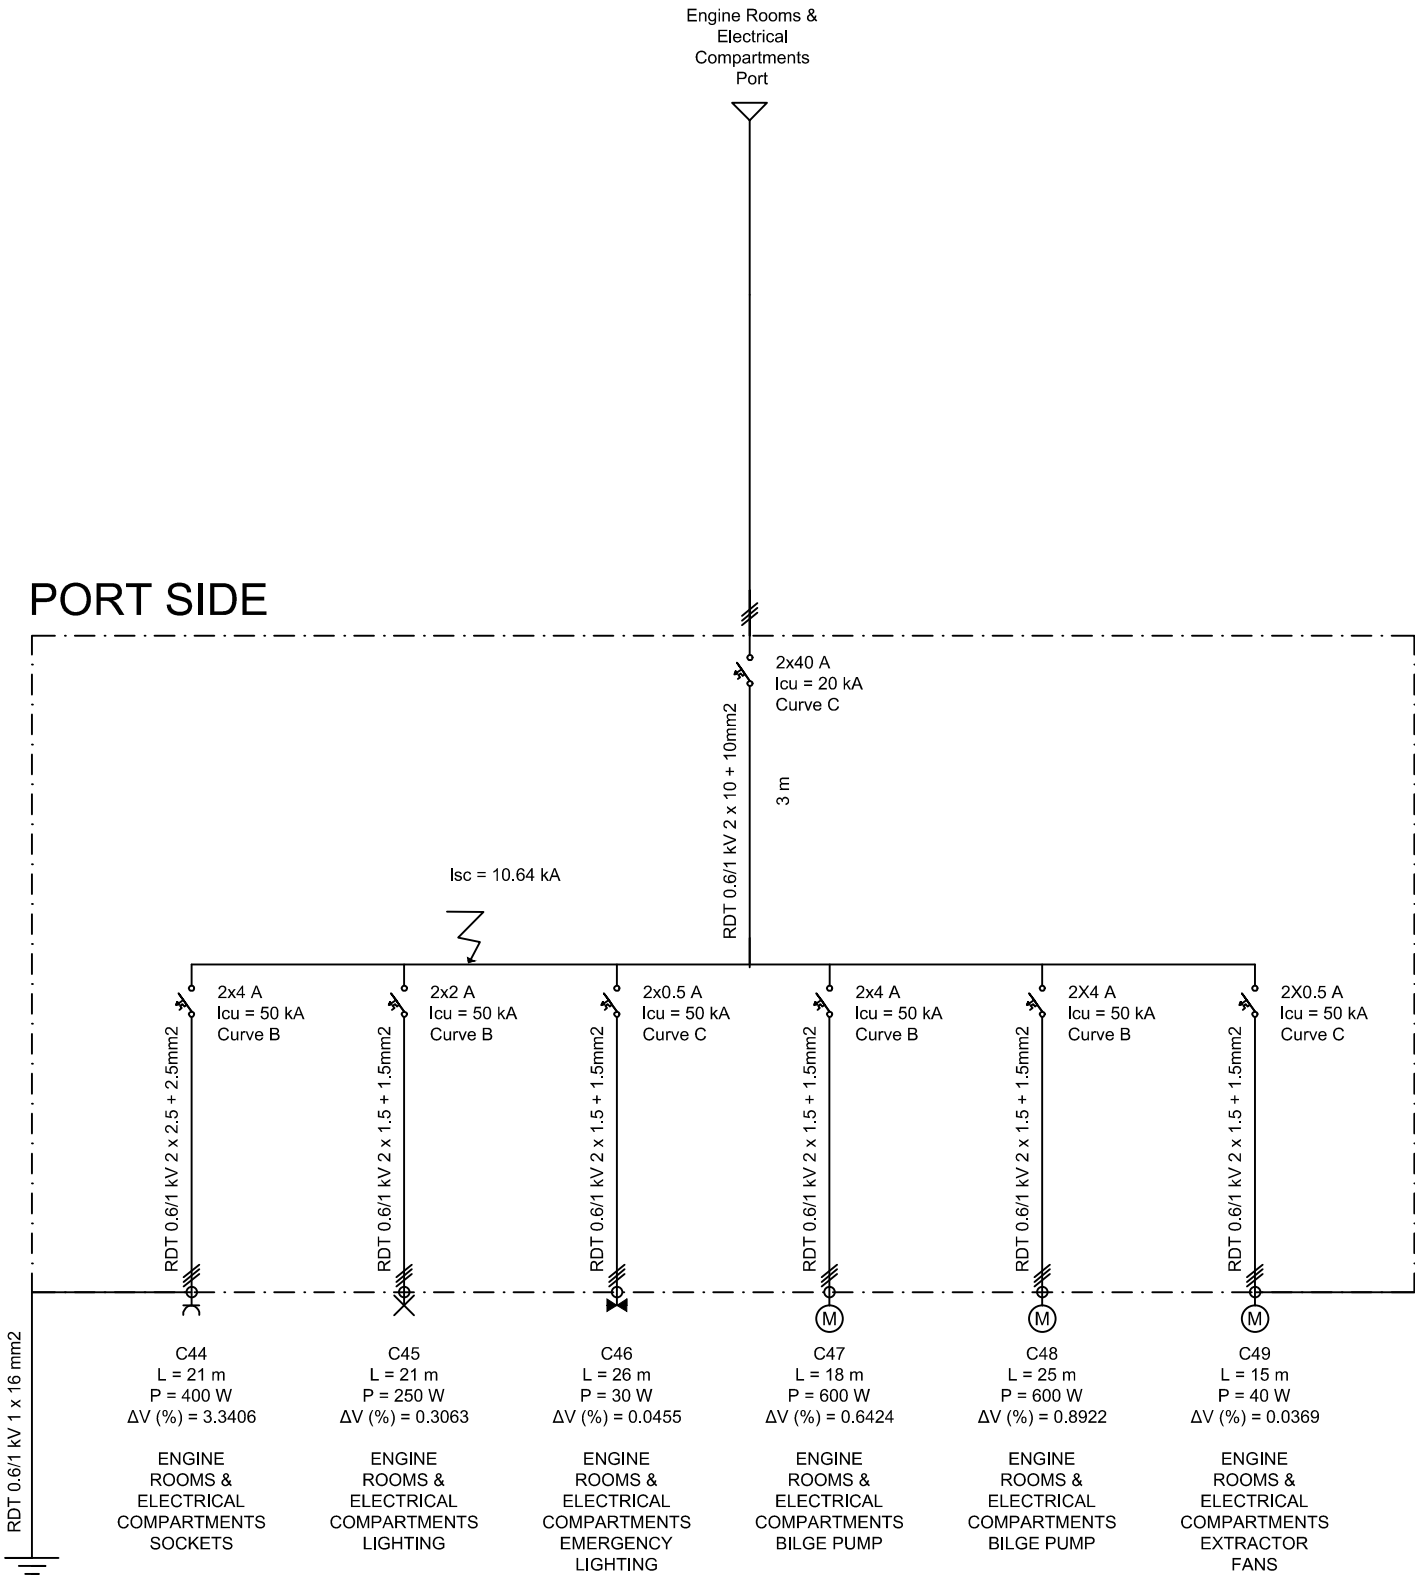 Engine Rooms &
Electrical
Compartments
Port
PORT SIDE
2x40 A
Icu = 20 kA
Curve C
RDT 0.6/1 kV 2 x 10 + 10mm2
3 m
Isc = 10.64 kA
2x4 A
Icu = 50 kA
Curve B
2x2 A
Icu = 50 kA
Curve B
2x0.5 A
Icu = 50 kA
Curve C
2x4 A
Icu = 50 kA
Curve B
2X4 A
Icu = 50 kA
Curve B
2X0.5 A
Icu = 50 kA
Curve C
RDT 0.6/1 kV 2 x 2.5 + 2.5mm2
RDT 0.6/1 kV 2 x 1.5 + 1.5mm2
RDT 0.6/1 kV 2 x 1.5 + 1.5mm2
RDT 0.6/1 kV 2 x 1.5 + 1.5mm2
RDT 0.6/1 kV 2 x 1.5 + 1.5mm2
RDT 0.6/1 kV 2 x 1.5 + 1.5mm2
M
M
M
RDT 0.6/1 kV 1 x 16 mm2
C44
L = 21 m
P = 400 W
ΔV (%) = 3.3406
ENGINE
ROOMS &
ELECTRICAL
COMPARTMENTS
SOCKETS
C45
L = 21 m
P = 250 W
ΔV (%) = 0.3063
ENGINE
ROOMS &
ELECTRICAL
COMPARTMENTS
LIGHTING
C46
L = 26 m
P = 30 W
ΔV (%) = 0.0455
ENGINE
ROOMS &
ELECTRICAL
COMPARTMENTS
EMERGENCY
LIGHTING
C47
L = 18 m
P = 600 W
ΔV (%) = 0.6424
ENGINE
ROOMS &
ELECTRICAL
COMPARTMENTS
BILGE PUMP
C48
L = 25 m
P = 600 W
ΔV (%) = 0.8922
ENGINE
ROOMS &
ELECTRICAL
COMPARTMENTS
BILGE PUMP
C49
L = 15 m
P = 40 W
ΔV (%) = 0.0369
ENGINE
ROOMS &
ELECTRICAL
COMPARTMENTS
EXTRACTOR
FANS